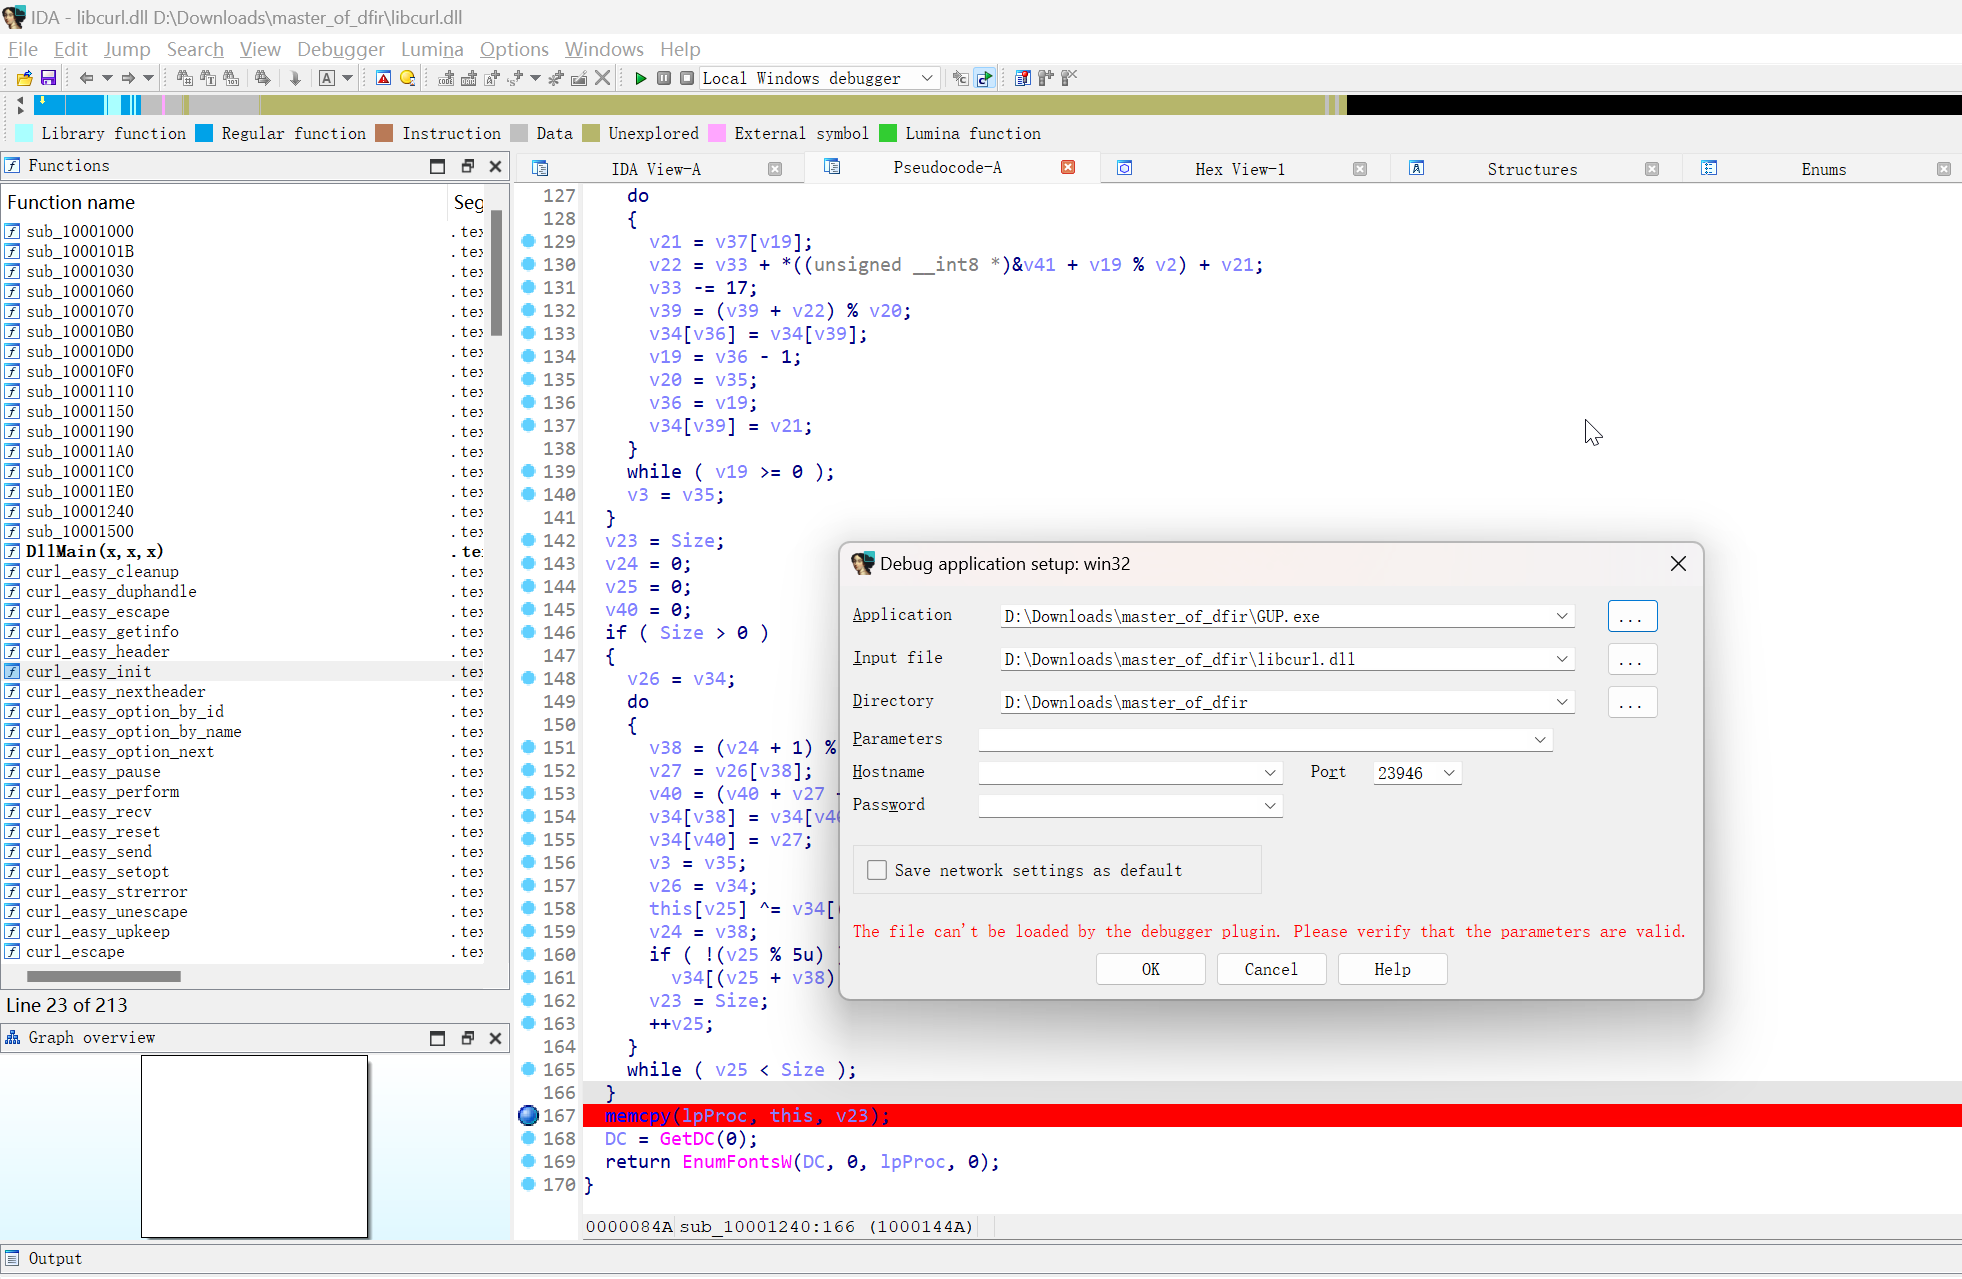 IDA - libcurl.dll D:\Downloads\master_of_dfir\libcurl.dll
File Edit Jump Search View Debugger Lumina Options Windows Help
Local Windows debugger
Library function Regular function Instruction Data Unexplored External symbol Lumina function
Functions
Function name Seg
sub_10001000 .tex
sub_1000101B .tex
sub_10001030 .tex
sub_10001060 .tex
sub_10001070 .tex
sub_100010B0 .tex
sub_100010D0 .tex
sub_100010F0 .tex
sub_10001110 .tex
sub_10001150 .tex
sub_10001190 .tex
sub_100011A0 .tex
sub_100011C0 .tex
sub_100011E0 .tex
sub_10001240 .tex
sub_10001500 .tex
DllMain(x,x,x) .te
curl_easy_cleanup .tex
curl_easy_duphandle .tex
curl_easy_escape .tex
curl_easy_getinfo .tex
curl_easy_header .tex
curl_easy_init .tex
curl_easy_nextheader .tex
curl_easy_option_by_id .tex
curl_easy_option_by_name .tex
curl_easy_option_next .tex
curl_easy_pause .tex
curl_easy_perform .tex
curl_easy_recv .tex
curl_easy_reset .tex
curl_easy_send .tex
curl_easy_setopt .tex
curl_easy_strerror .tex
curl_easy_unescape .tex
curl_easy_upkeep .tex
curl_escape .tex
Line 23 of 213
Graph overview
Output
IDA View-A Pseudocode-A Hex View-1 Structures Enums
127 do
128 {
129 v21 = v37[v19];
130 v22 = v33 + *((unsigned __int8 *)&v41 + v19 % v2) + v21;
131 v33 -= 17;
132 v39 = (v39 + v22) % v20;
133 v34[v36] = v34[v39];
134 v19 = v36 - 1;
135 v20 = v35;
136 v36 = v19;
137 v34[v39] = v21;
138 }
139 while ( v19 >= 0 );
140 v3 = v35;
141 }
142 v23 = Size;
143 v24 = 0;
144 v25 = 0;
145 v40 = 0;
146 if ( Size > 0 )
147 {
148 v26 = v34;
149 do
150 {
151 v38 = (v24 + 1) %
152 v27 = v26[v38];
153 v40 = (v40 + v27
154 v34[v38] = v34[v40
155 v34[v40] = v27;
156 v3 = v35;
157 v26 = v34;
158 this[v25] ^= v34[
159 v24 = v38;
160 if ( !(v25 % 5u)
161 v34[(v25 + v38)
162 v23 = Size;
163 ++v25;
164 }
165 while ( v25 < Size );
166 }
167 memcpy(lpProc, this, v23);
168 DC = GetDC(0);
169 return EnumFontsW(DC, 0, lpProc, 0);
170 }
0000084A sub_10001240:166 (1000144A)
Debug application setup: win32
Application D:\Downloads\master_of_dfir\GUP.exe ...
Input file D:\Downloads\master_of_dfir\libcurl.dll ...
Directory D:\Downloads\master_of_dfir ...
Parameters
Hostname Port 23946
Password
Save network settings as default
The file can't be loaded by the debugger plugin. Please verify that the parameters are valid.
OK Cancel Help